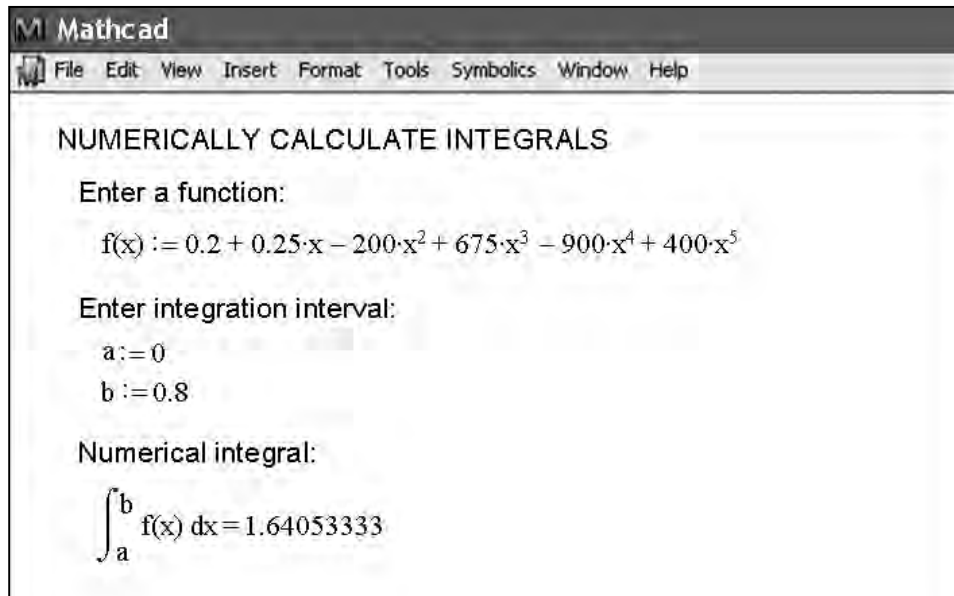 Mathcad
File Edit View Insert Format Tools Symbolics Window Help
NUMERICALLY CALCULATE INTEGRALS
Enter a function:
f(x) := 0.2 + 0.25·x − 200·x² + 675·x³ − 900·x⁴ + 400·x⁵
Enter integration interval:
a := 0
b := 0.8
Numerical integral:
∫ₐᵇ f(x) dx = 1.64053333